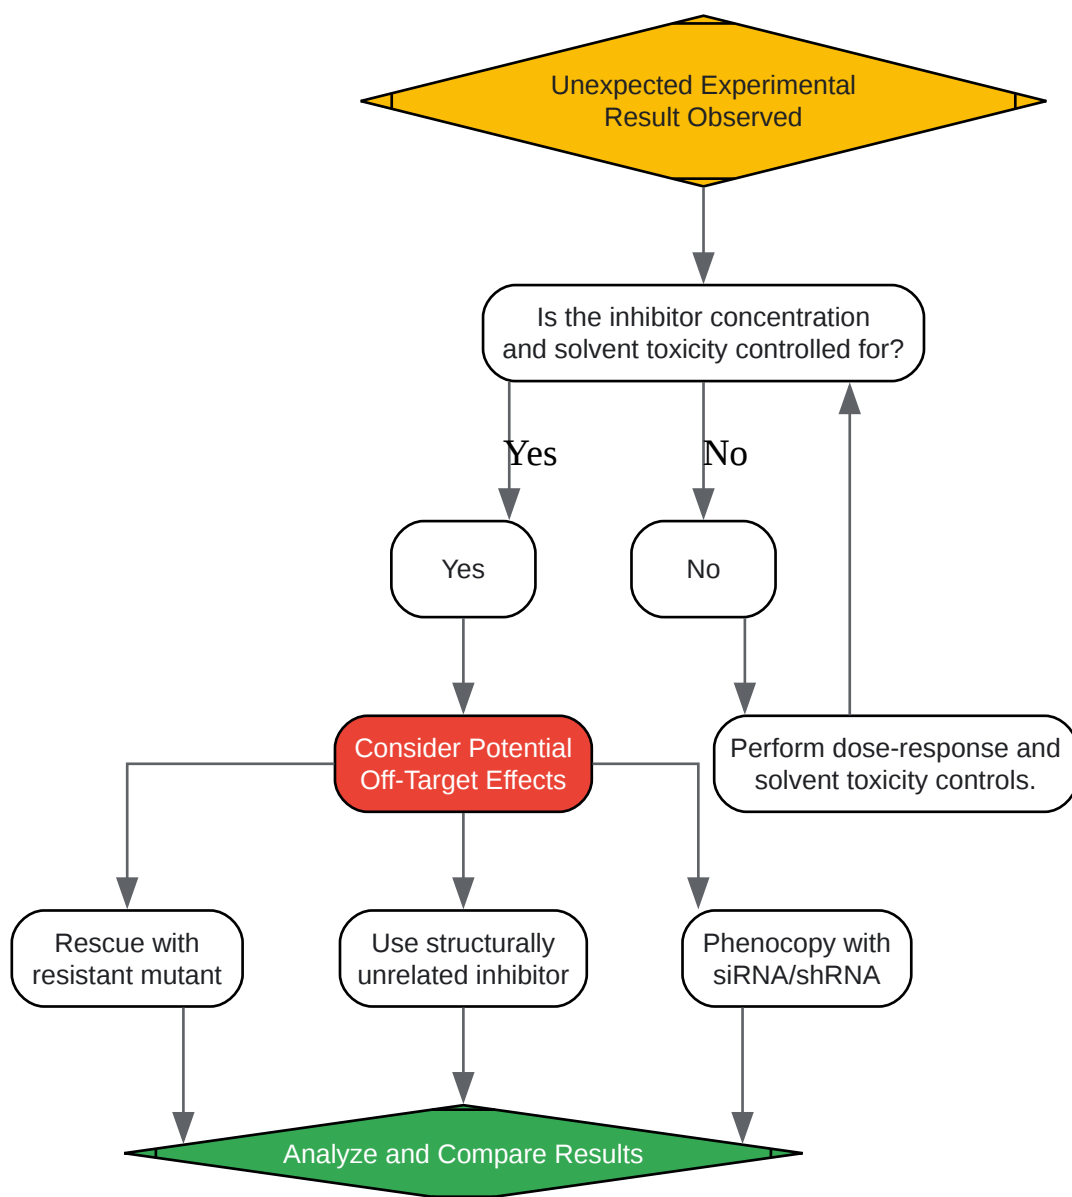 Unexpected Experimental
Result Observed
Is the inhibitor concentration
and solvent toxicity controlled for?
Yes
No
Yes
No
Consider Potential
Off-Target Effects
Perform dose-response and
solvent toxicity controls.
Rescue with
resistant mutant
Use structurally
unrelated inhibitor
Phenocopy with
siRNA/shRNA
Analyze and Compare Results